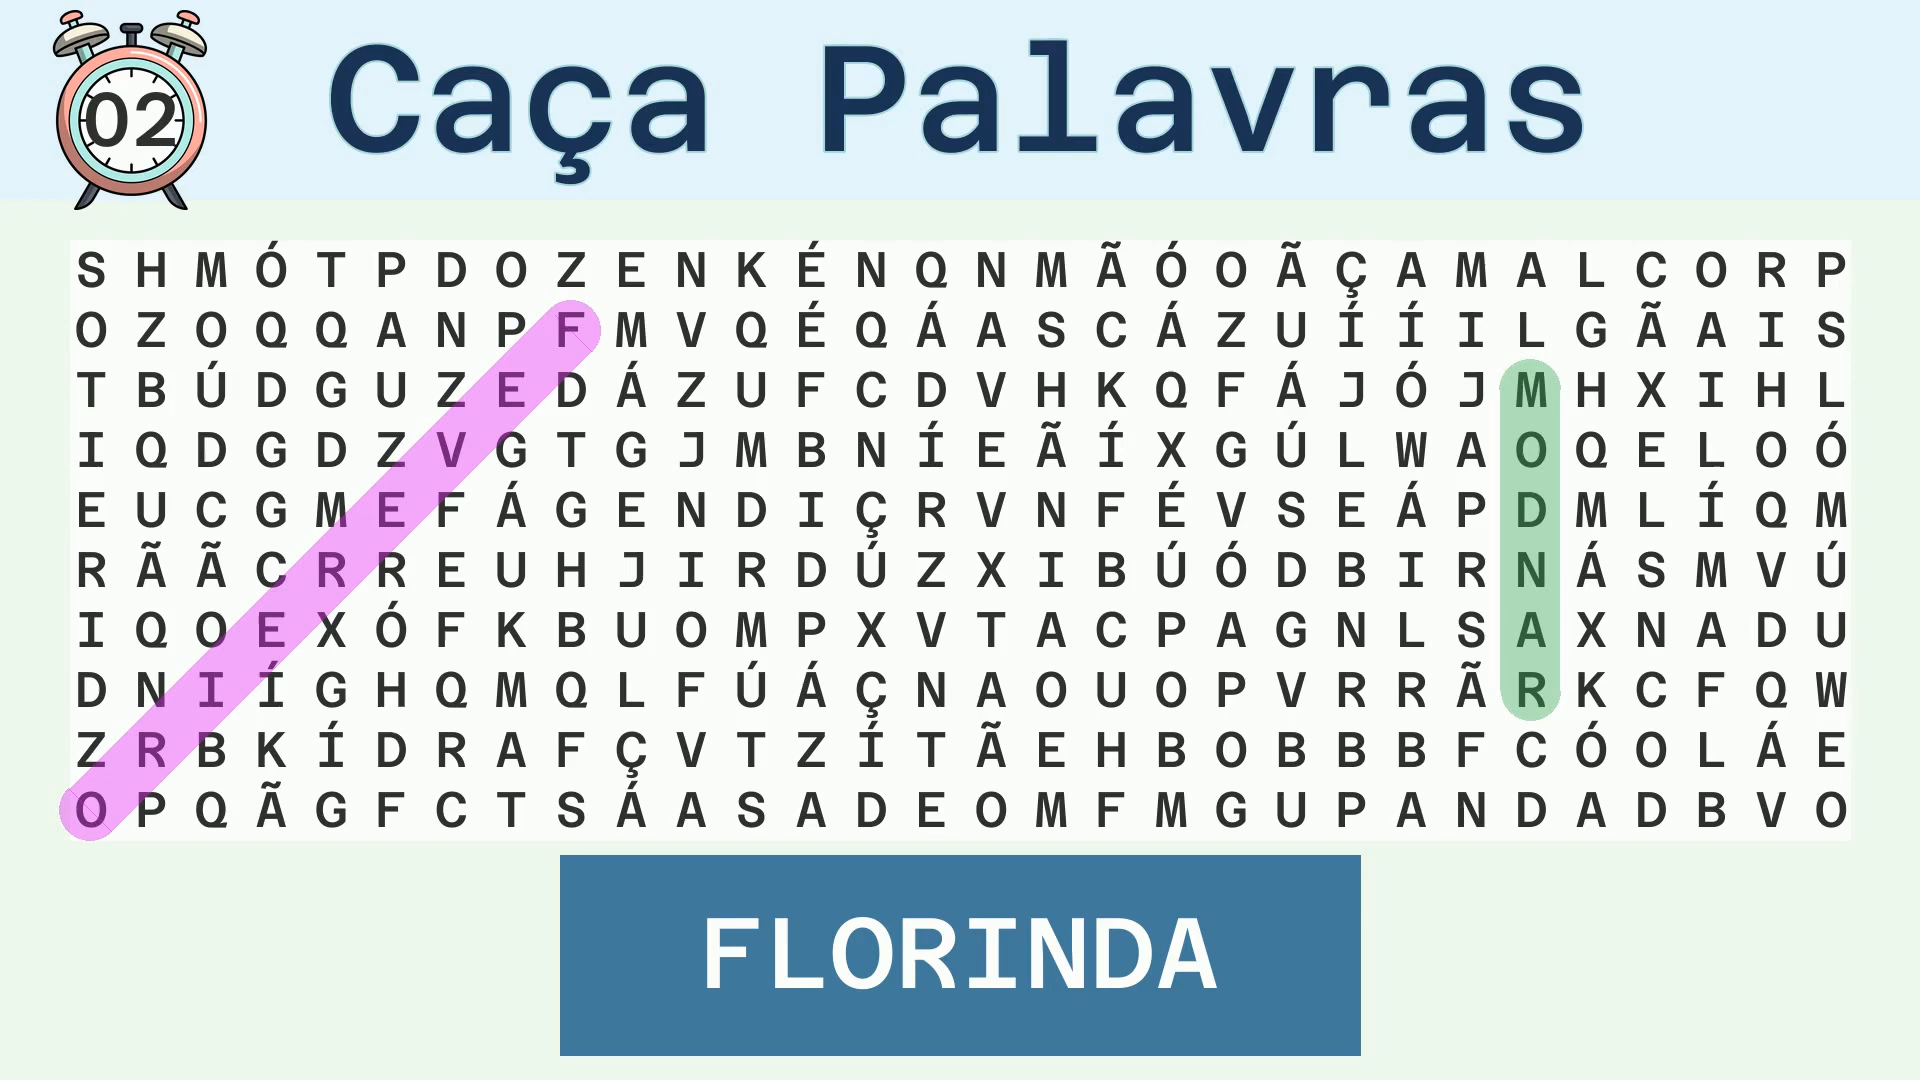 02
Caça Palavras
S H M Ó T P D O Z E N K É N Q N M Ã Ó O Ã Ç A M A L C O R P
O Z O Q Q A N P F M V Q É Q Á A S C Á Z U Í Í I L G Ã A I S
T B Ú D G U Z E D Á Z U F C D V H K Q F Á J Ó J M H X I H L
I Q D G D Z V G T G J M B N Í E Ã Í X G Ú L W A O Q E L O Ó
E U C G M E F Á G E N D I Ç R V N F É V S E Á P D M L Í Q M
R Ã Ã C R R E U H J I R D Ú Z X I B Ú Ó D B I R N Á S M V Ú
I Q O E X Ó F K B U O M P X V T A C P A G N L S A X N A D U
D N I Í G H Q M Q L F Ú Á Ç N A O U O P V R R Ã R K C F Q W
Z R B K Í D R A F Ç V T Z Í T Ã E H B O B B B F C Ó O L Á E
O P Q Ã G F C T S Á A S A D E O M F M G U P A N D A D B V O
FLORINDA